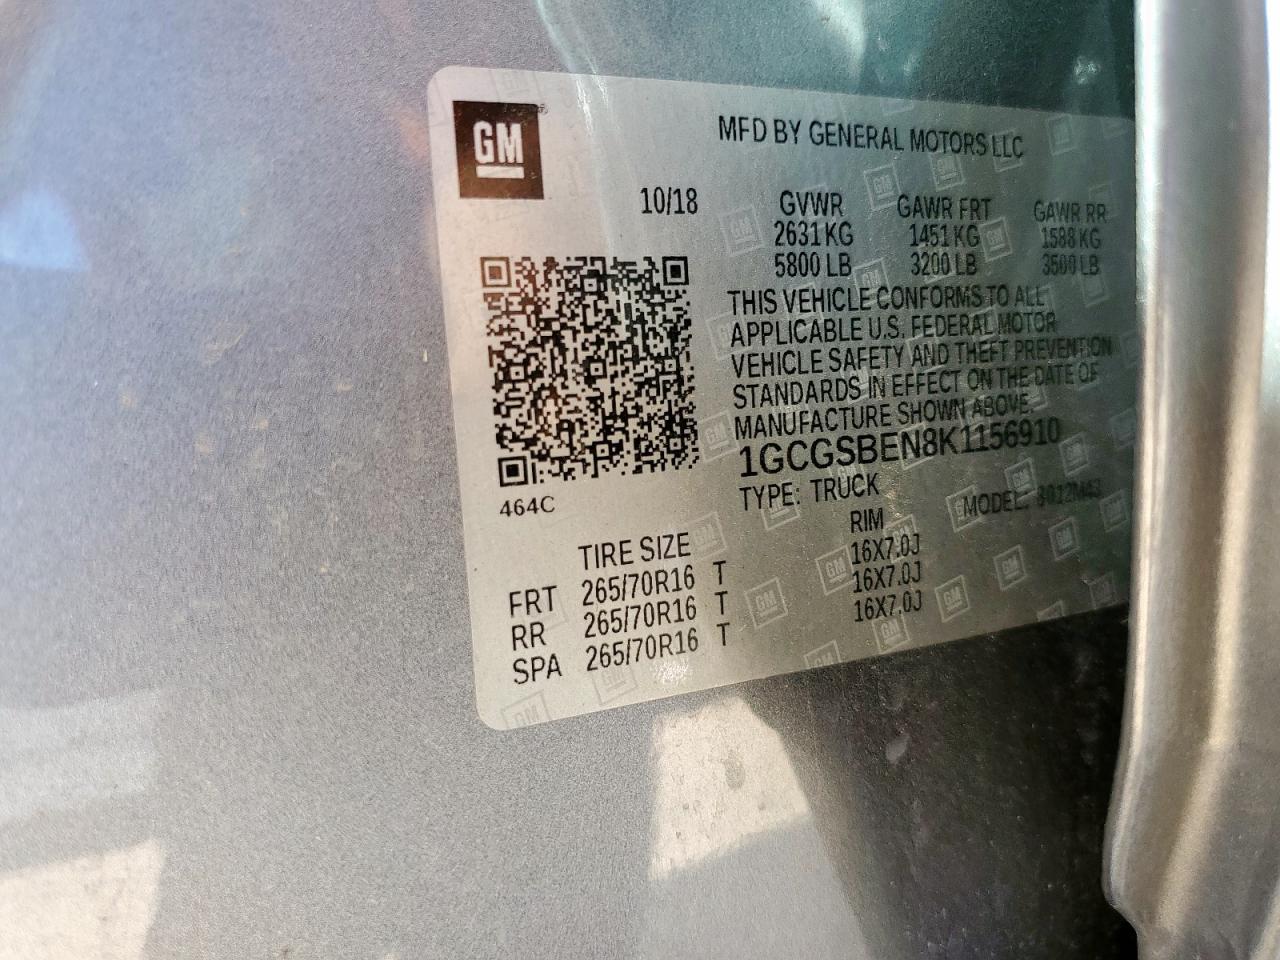 GM
MFD BY GENERAL MOTORS LLC
10/18 GVWR GAWR FRT GAWR RR
2631 KG 1451 KG 1588 KG
5800 LB 3200 LB 3500 LB
THIS VEHICLE CONFORMS TO ALL
APPLICABLE U.S. FEDERAL MOTOR
VEHICLE SAFETY AND THEFT PREVENTION
STANDARDS IN EFFECT ON THE DATE OF
MANUFACTURE SHOWN ABOVE.
1GCGSBEN8K1156910
TYPE: TRUCK MODEL:
464C
TIRE SIZE RIM
FRT 265/70R16 T 16X7.0J
RR 265/70R16 T 16X7.0J
SPA 265/70R16 T 16X7.0J